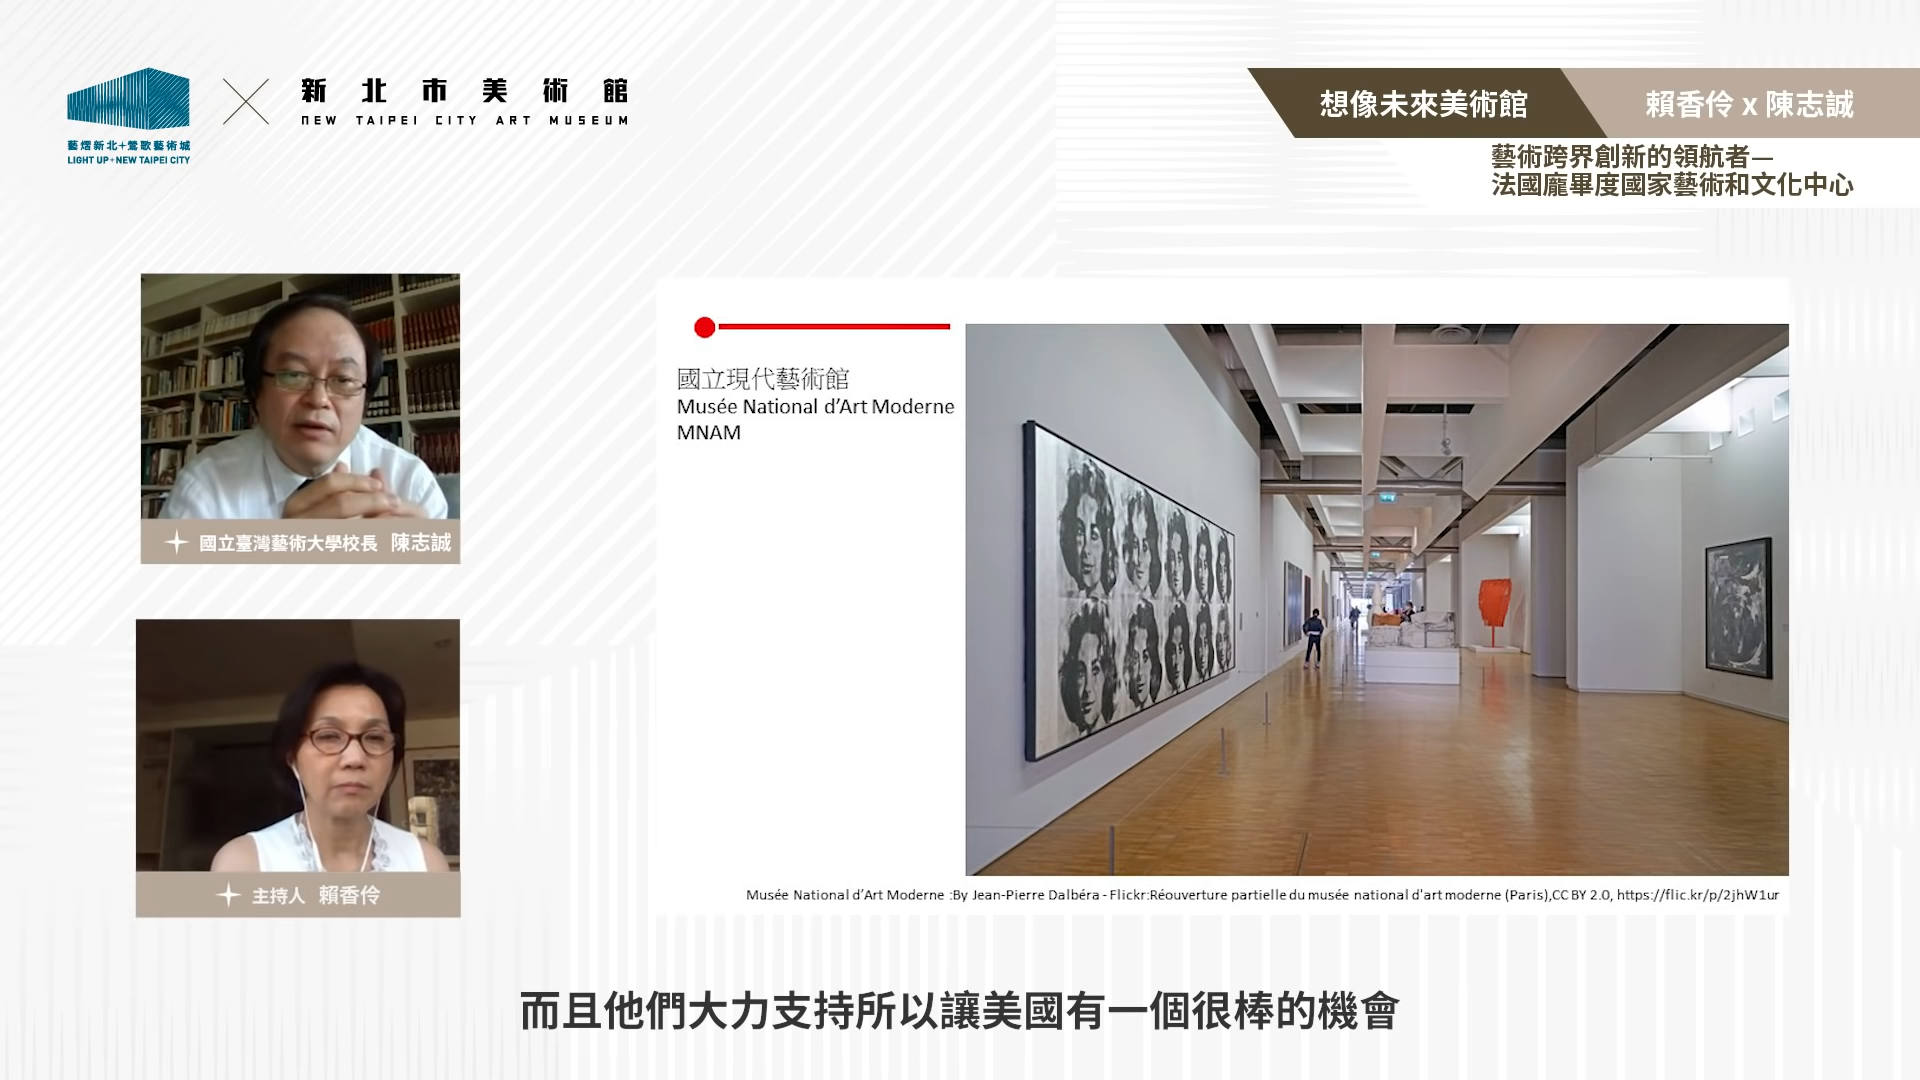 藝熠新北+鶯歌藝術城
LIGHT UP+NEW TAIPEI CITY
新北市美術館
NEW TAIPEI CITY ART MUSEUM
想像未來美術館
賴香伶 x 陳志誠
藝術跨界創新的領航者—
法國龐畢度國家藝術和文化中心
國立臺灣藝術大學校長 陳志誠
主持人 賴香伶
國立現代藝術館
Musée National d’Art Moderne
MNAM
Musée National d’Art Moderne :By Jean-Pierre Dalbéra - Flickr:Réouverture partielle du musée national d'art moderne (Paris),CC BY 2.0, https://flic.kr/p/2jhW1ur
而且他們大力支持所以讓美國有一個很棒的機會